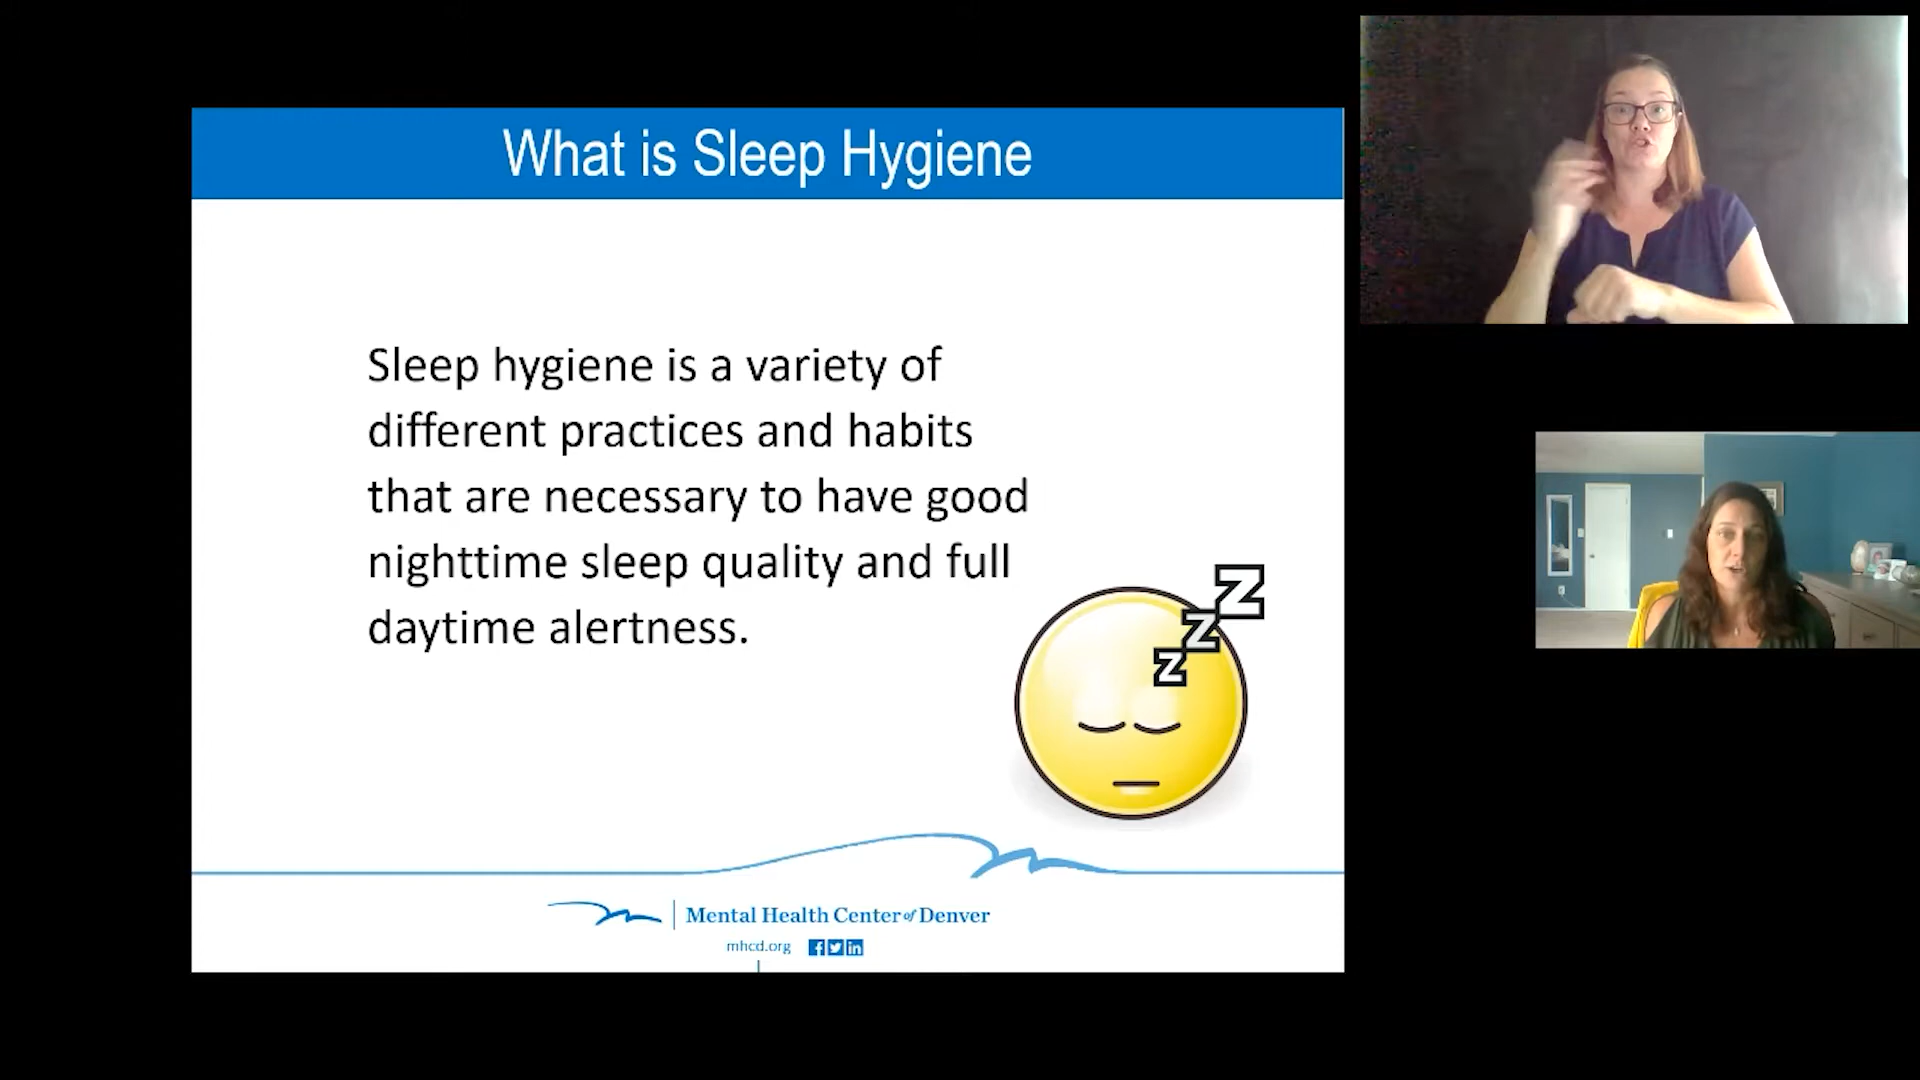 What is Sleep Hygiene
Sleep hygiene is a variety of
different practices and habits
that are necessary to have good
nighttime sleep quality and full
daytime alertness.
z z z
Mental Health Center of Denver
mhcd.org f in